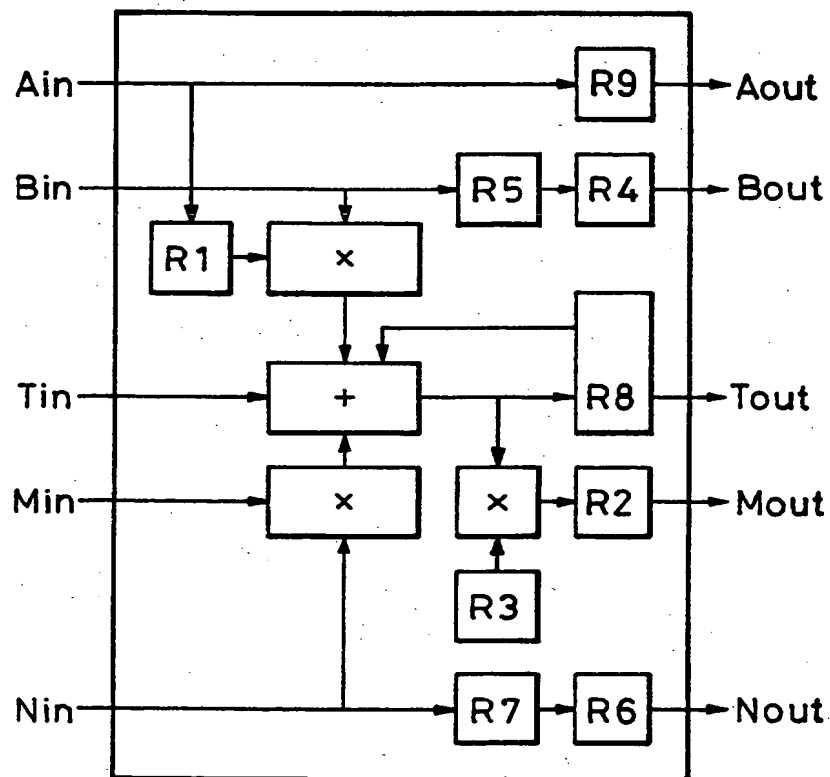 Ain R9 Aout
Bin R5 R4 Bout
R1 ×
Tin + R8 Tout
Min × × R2 Mout
R3
Nin R7 R6 Nout